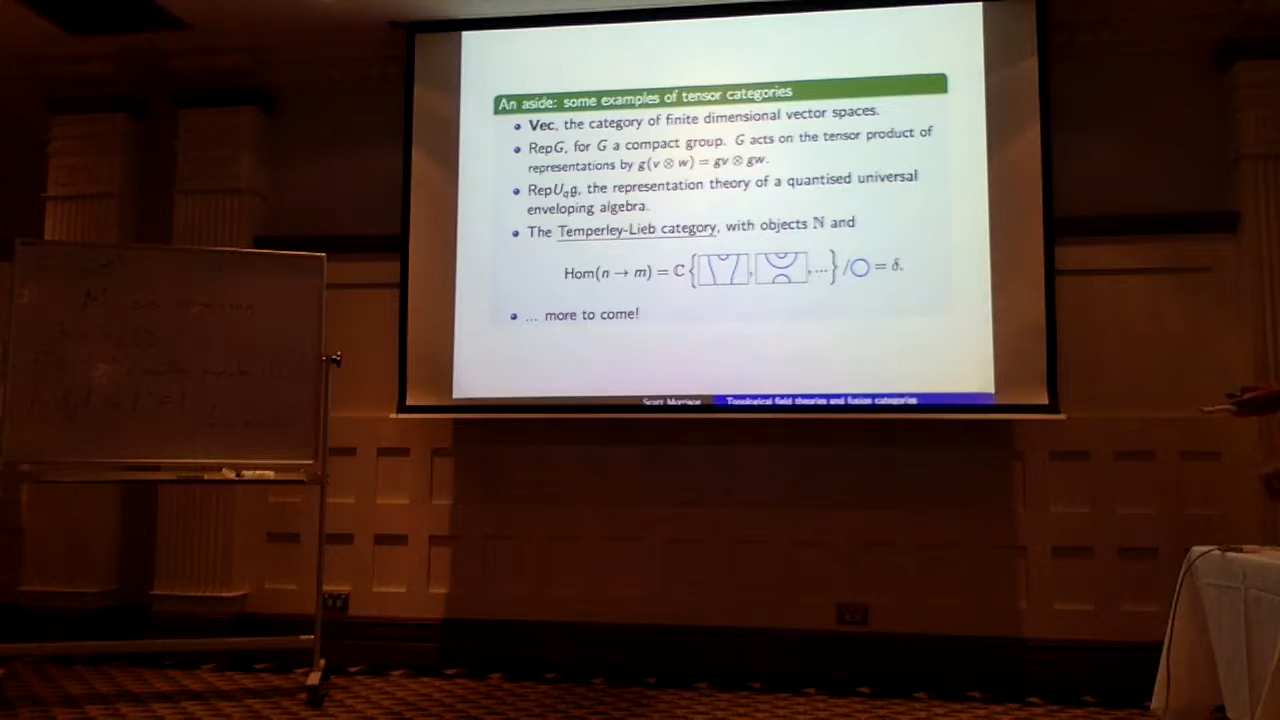 An aside: some examples of tensor categories
• Vec, the category of finite dimensional vector spaces.
• RepG, for G a compact group. G acts on the tensor product of
representations by g(v ⊗ w) = gv ⊗ gw.
• RepU_q𝔤, the representation theory of a quantised universal
enveloping algebra.
• The Temperley-Lieb category, with objects ℕ and
Hom(n → m) = ℂ { , , ...} /○ = δ.
• ... more to come!
Scott Morrison Topological field theories and fusion categories